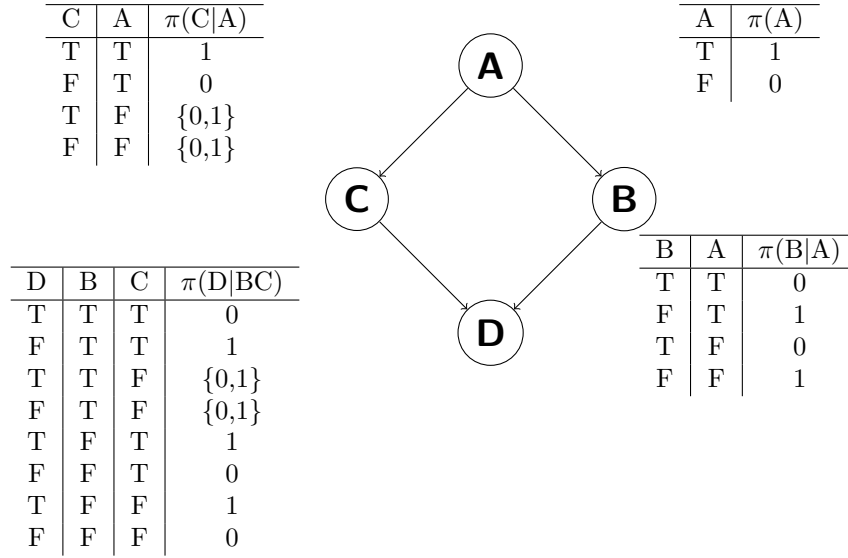 C A π(C|A)
T T 1
F T 0
T F {0,1}
F F {0,1}
A π(A)
T 1
F 0
A
C
B
D
B A π(B|A)
T T 0
F T 1
T F 0
F F 1
D B C π(D|BC)
T T T 0
F T T 1
T T F {0,1}
F T F {0,1}
T F T 1
F F T 0
T F F 1
F F F 0